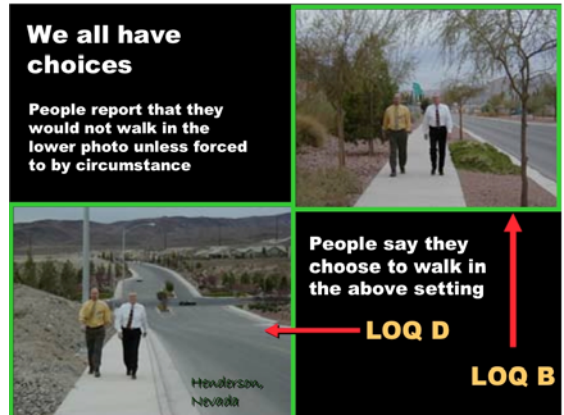 We all have
choices
People report that they
would not walk in the
lower photo unless forced
to by circumstance
People say they
choose to walk in
the above setting
LOQ D
LOQ B
Henderson,
Nevada